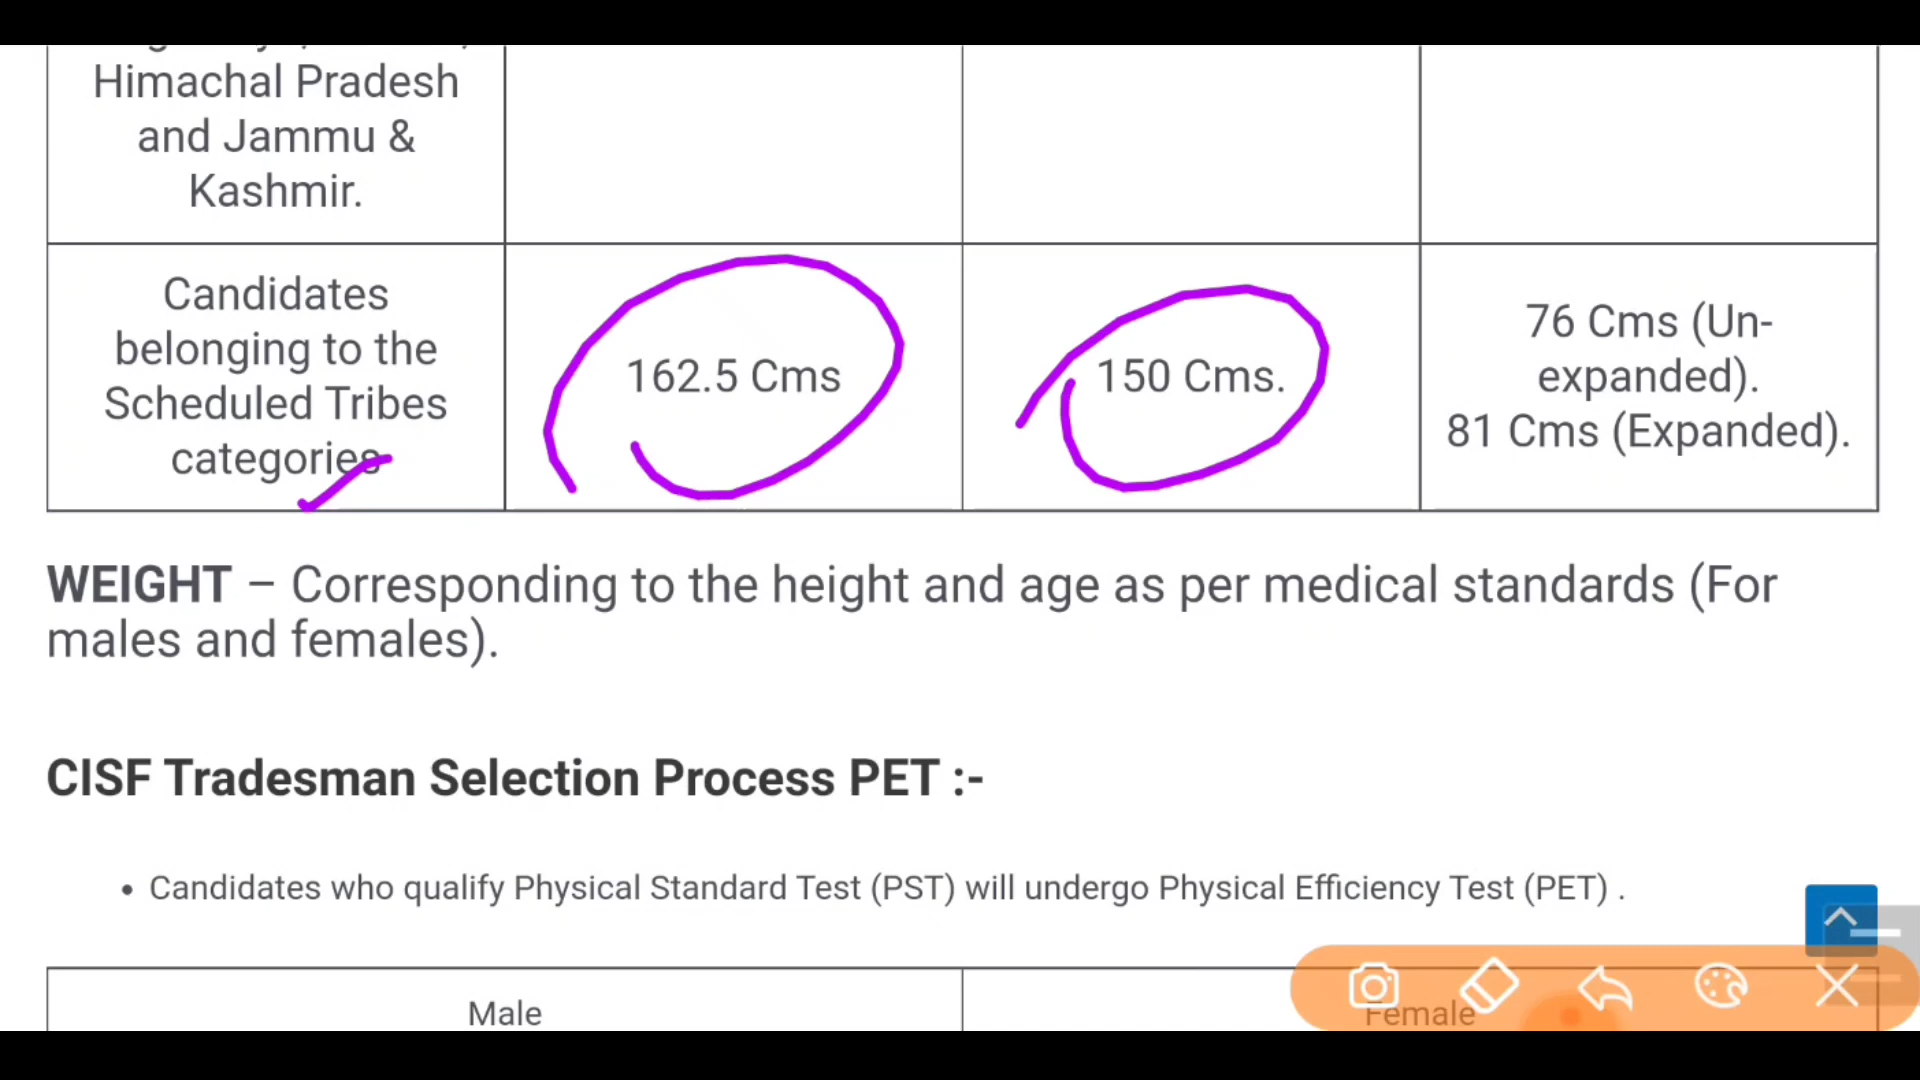 Himachal Pradesh
and Jammu &
Kashmir.
Candidates
belonging to the
Scheduled Tribes
categories
162.5 Cms
150 Cms.
76 Cms (Un-
expanded).
81 Cms (Expanded).
WEIGHT – Corresponding to the height and age as per medical standards (For
males and females).
CISF Tradesman Selection Process PET :-
• Candidates who qualify Physical Standard Test (PST) will undergo Physical Efficiency Test (PET) .
Male
Female